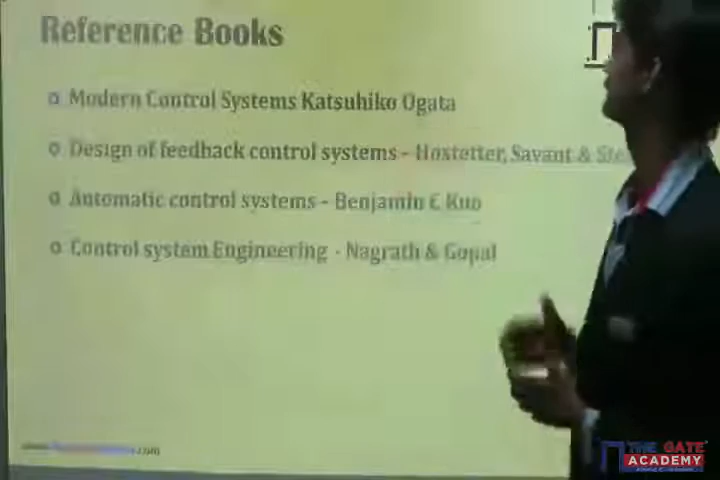 Reference Books
Modern Control Systems Katsuhiko Ogata
Design of feedback control systems - Hostetter, Savant & Ste
Automatic control systems - Benjamin C Kuo
Control system Engineering - Nagrath & Gopal
THE GATE
ACADEMY